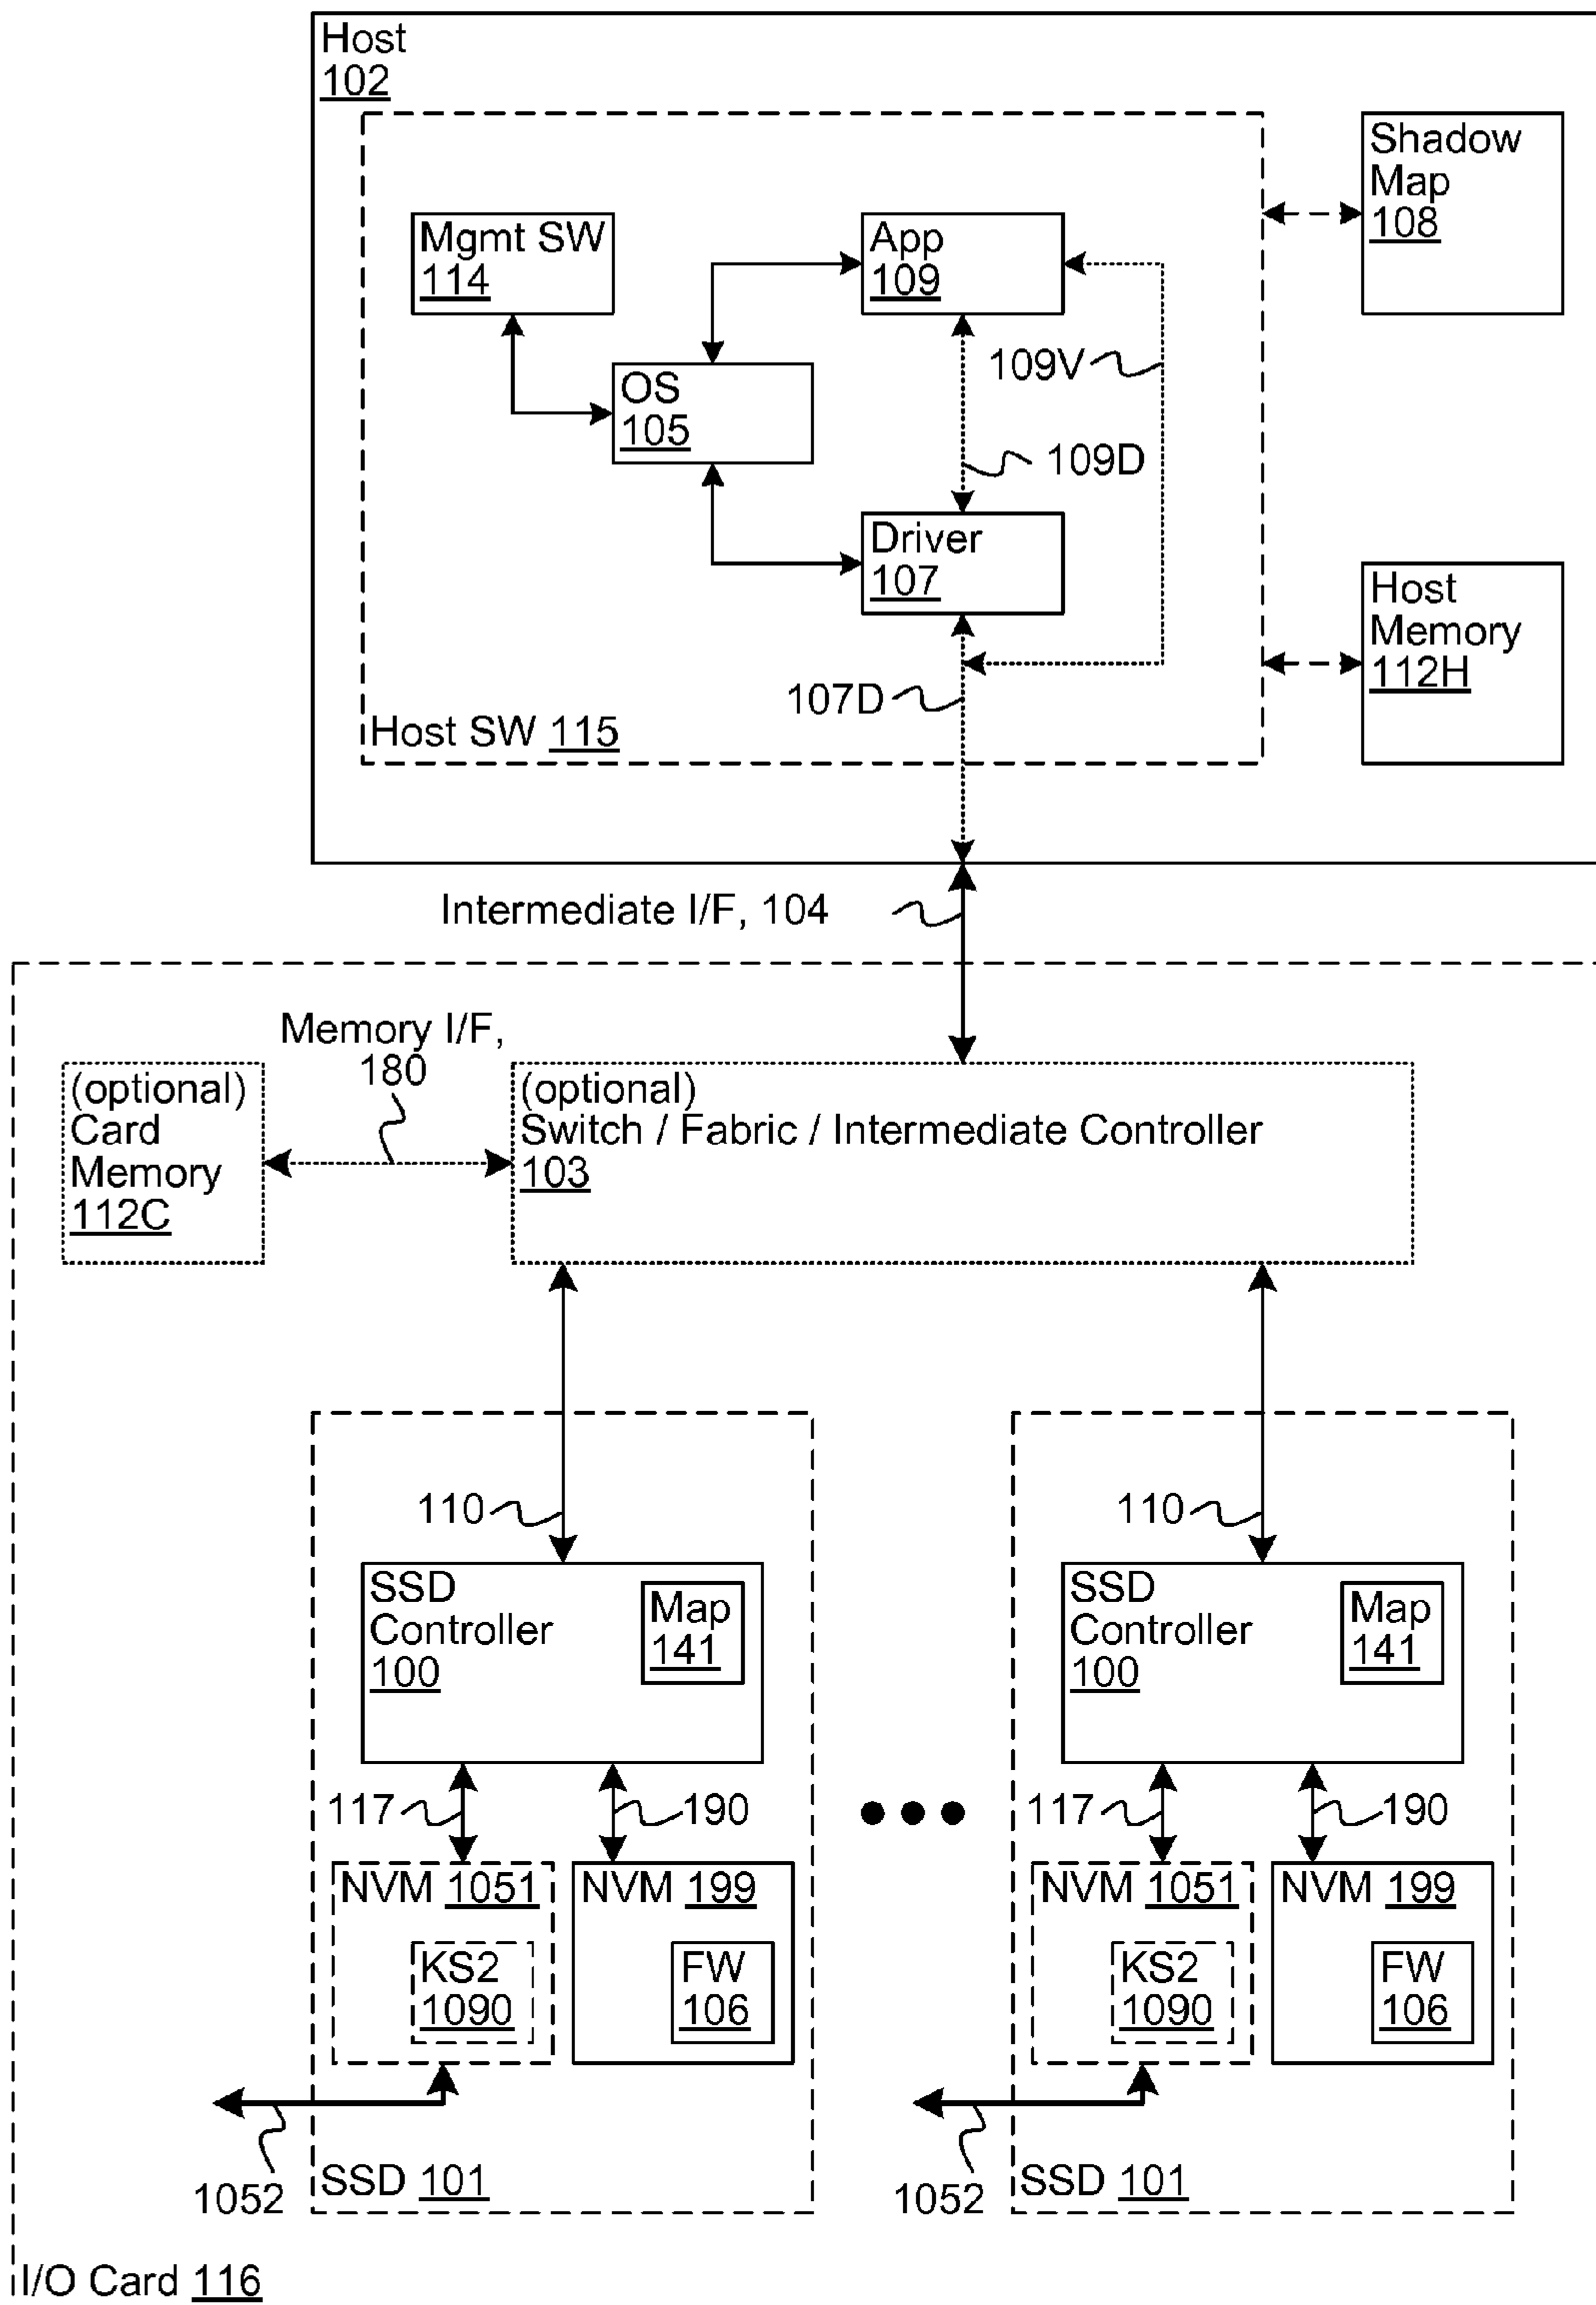 Host
102
Shadow
Map
108
Mgmt SW
114
App
109
109V
OS
105
109D
Driver
107
Host
Memory
112H
107D
Host SW 115
Intermediate I/F, 104
Memory I/F,
180
(optional)
Card
Memory
112C
(optional)
Switch / Fabric / Intermediate Controller
103
110
110
SSD
Controller
100
Map
141
SSD
Controller
100
Map
141
117
190
117
190
NVM 1051
KS2
1090
NVM 199
FW
106
NVM 1051
KS2
1090
NVM 199
FW
106
1052
SSD 101
1052
SSD 101
I/O Card 116